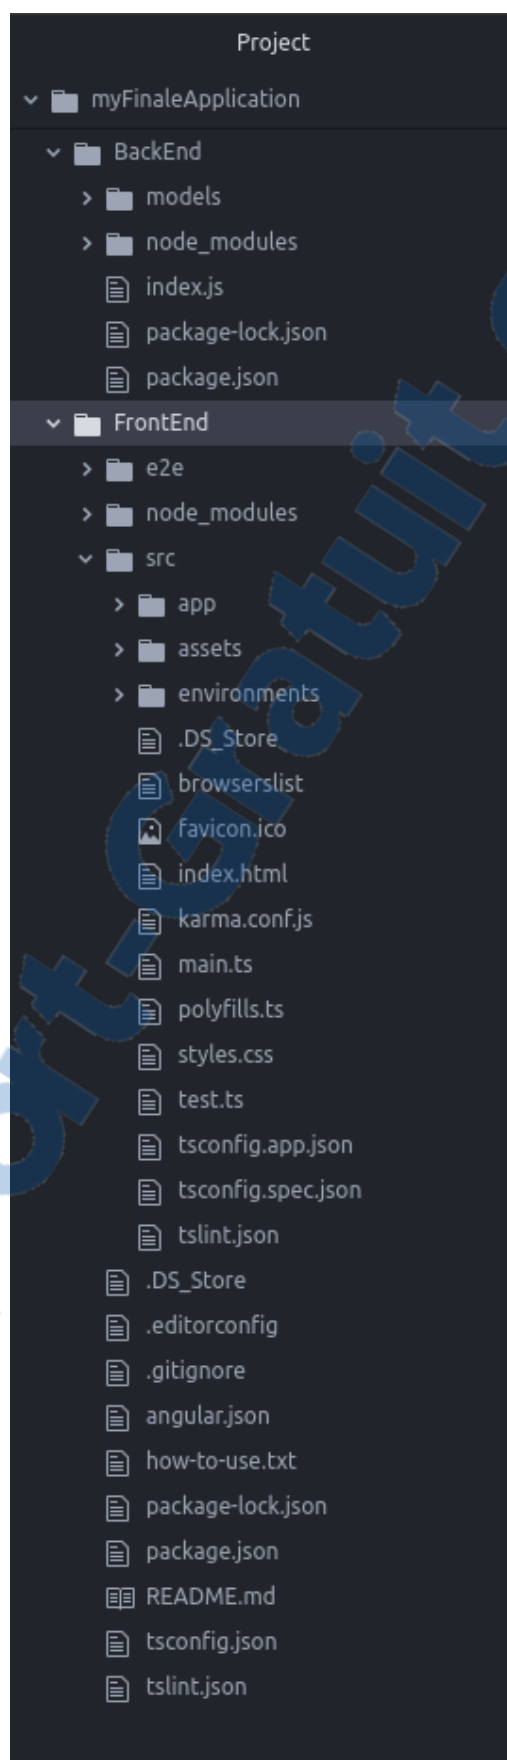 Project
myFinaleApplication
BackEnd
models
node_modules
index.js
package-lock.json
package.json
FrontEnd
e2e
node_modules
src
app
assets
environments
.DS_Store
browserslist
favicon.ico
index.html
karma.conf.js
main.ts
polyfills.ts
styles.css
test.ts
tsconfig.app.json
tsconfig.spec.json
tslint.json
.DS_Store
.editorconfig
.gitignore
angular.json
how-to-use.txt
package-lock.json
package.json
README.md
tsconfig.json
tslint.json
rt-Gratuit